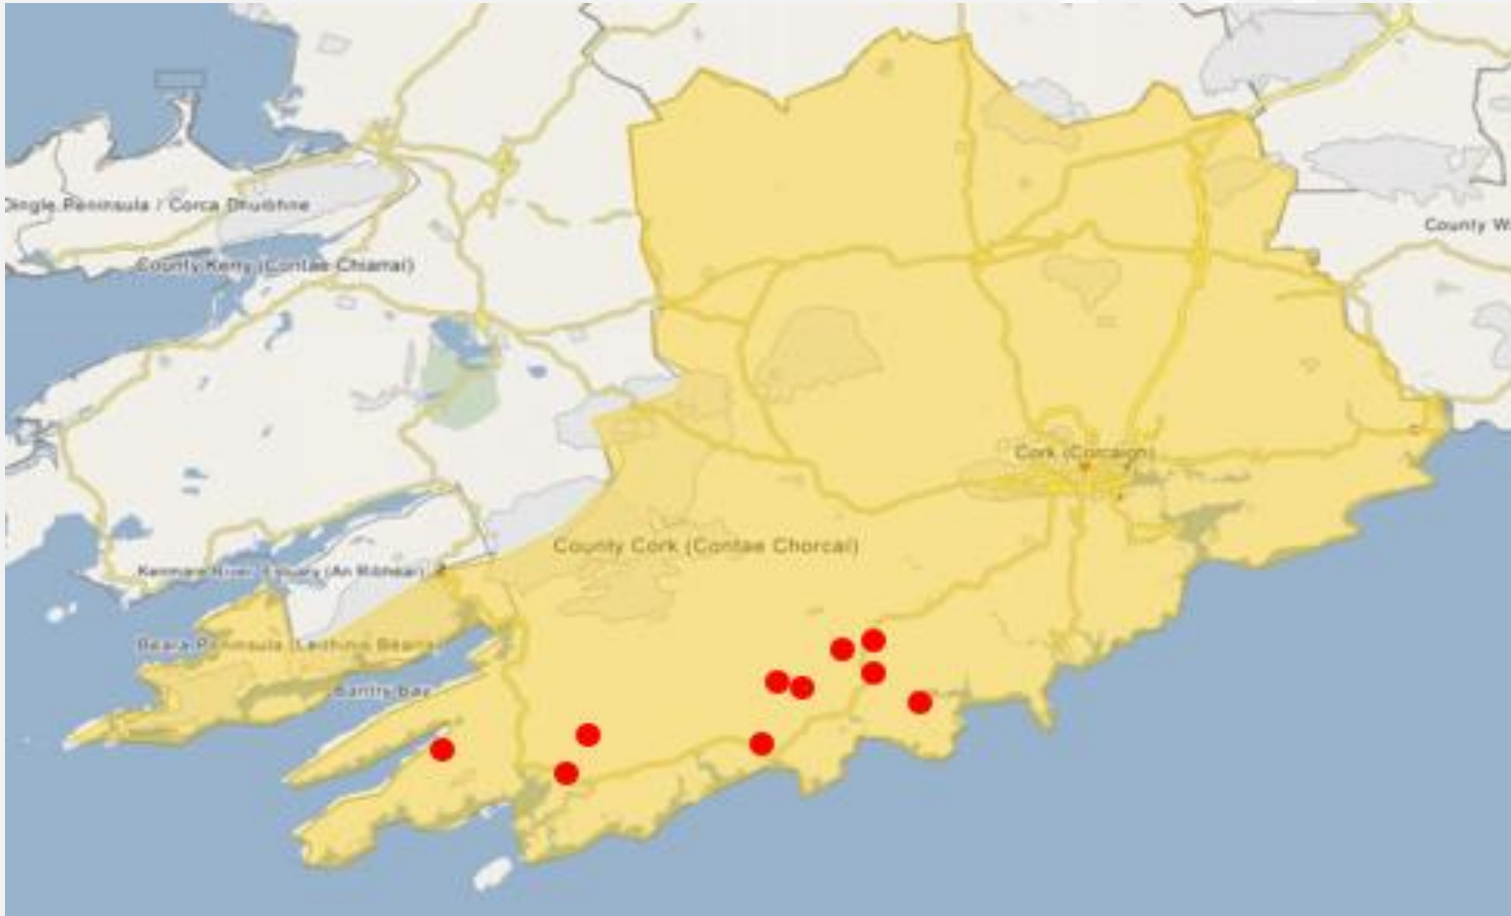 Dingle Peninsula / Corca Dhuibhne
County Kerry (Contae Chiarraí)
County W
Cork (Corcaigh)
County Cork (Contae Chorcaí)
Kenmare River Estuary (An Ribhéar)
Beara Peninsula (Leithinis Béarra)
Bantry Bay